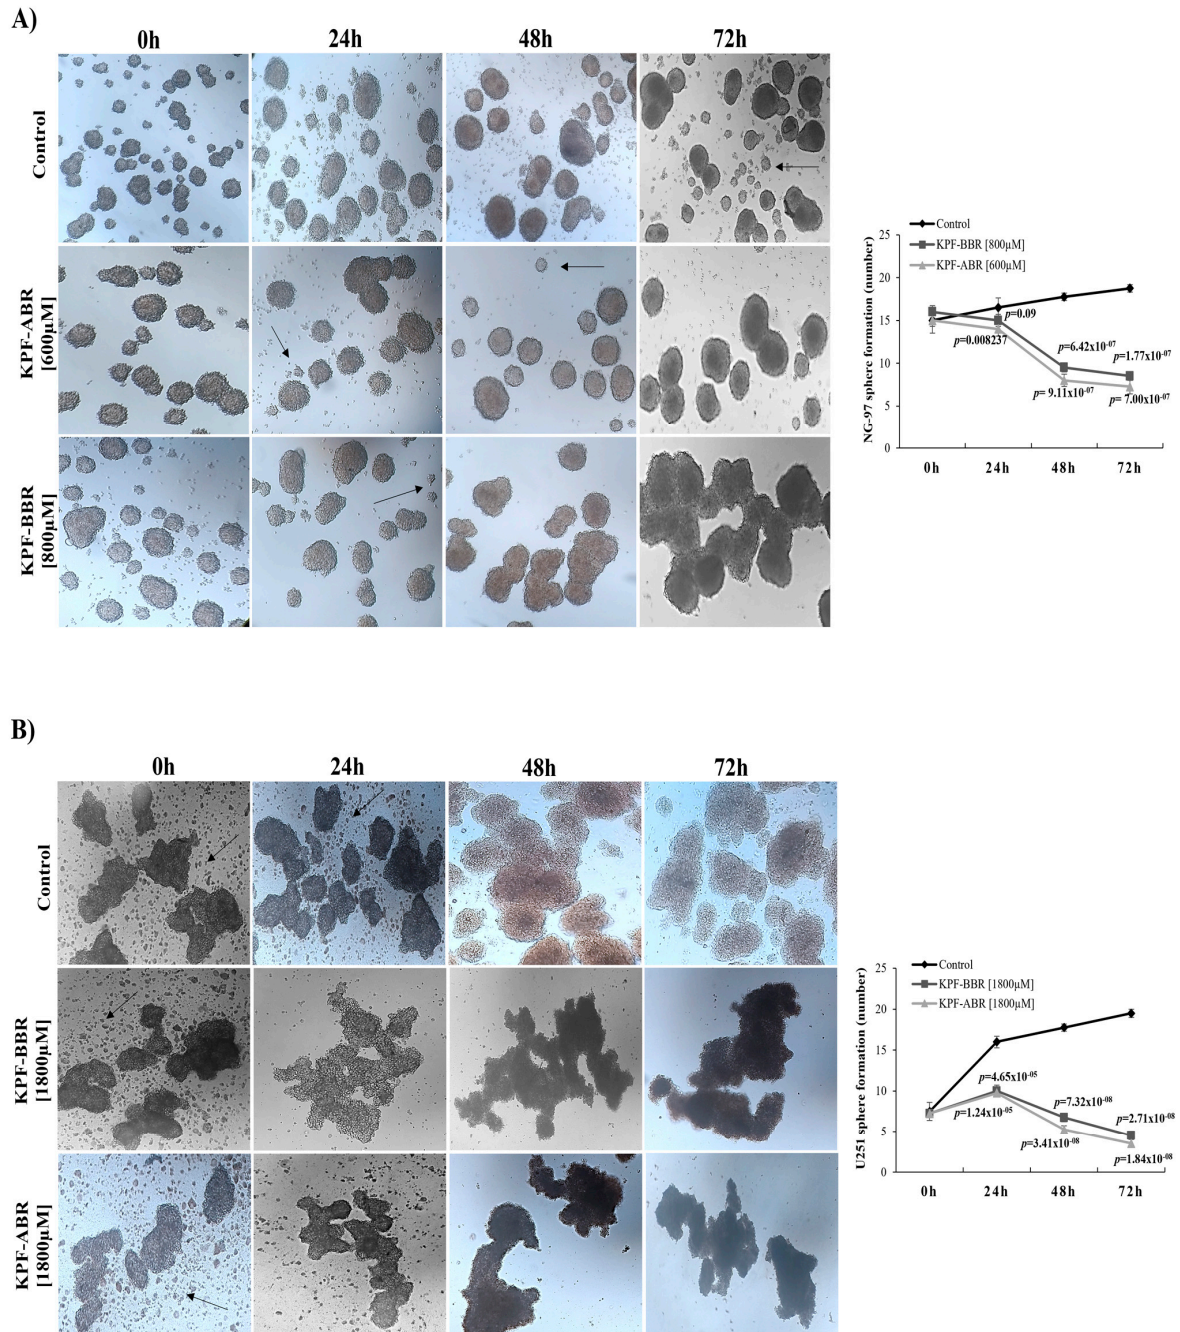 A)
0h 24h 48h 72h
Control
KPF-ABR
[600µM]
KPF-BBR
[800µM]
Control
KPF-BBR [800µM]
KPF-ABR [600µM]
NG-97 sphere formation (number)
25
20
15
10
5
0
p=0.09
p=0.008237
p=6.42x10-07
p=1.77x10-07
p= 9.11x10-07
p= 7.00x10-07
0h 24h 48h 72h
B)
0h 24h 48h 72h
Control
KPF-BBR
[1800µM]
KPF-ABR
[1800µM]
Control
KPF-BBR [1800µM]
KPF-ABR [1800µM]
U251 sphere formation (number)
25
20
15
10
5
0
p=4.65x10-05
p=1.24x10-05
p=7.32x10-08
p=2.71x10-08
p=3.41x10-08
p=1.84x10-08
0h 24h 48h 72h